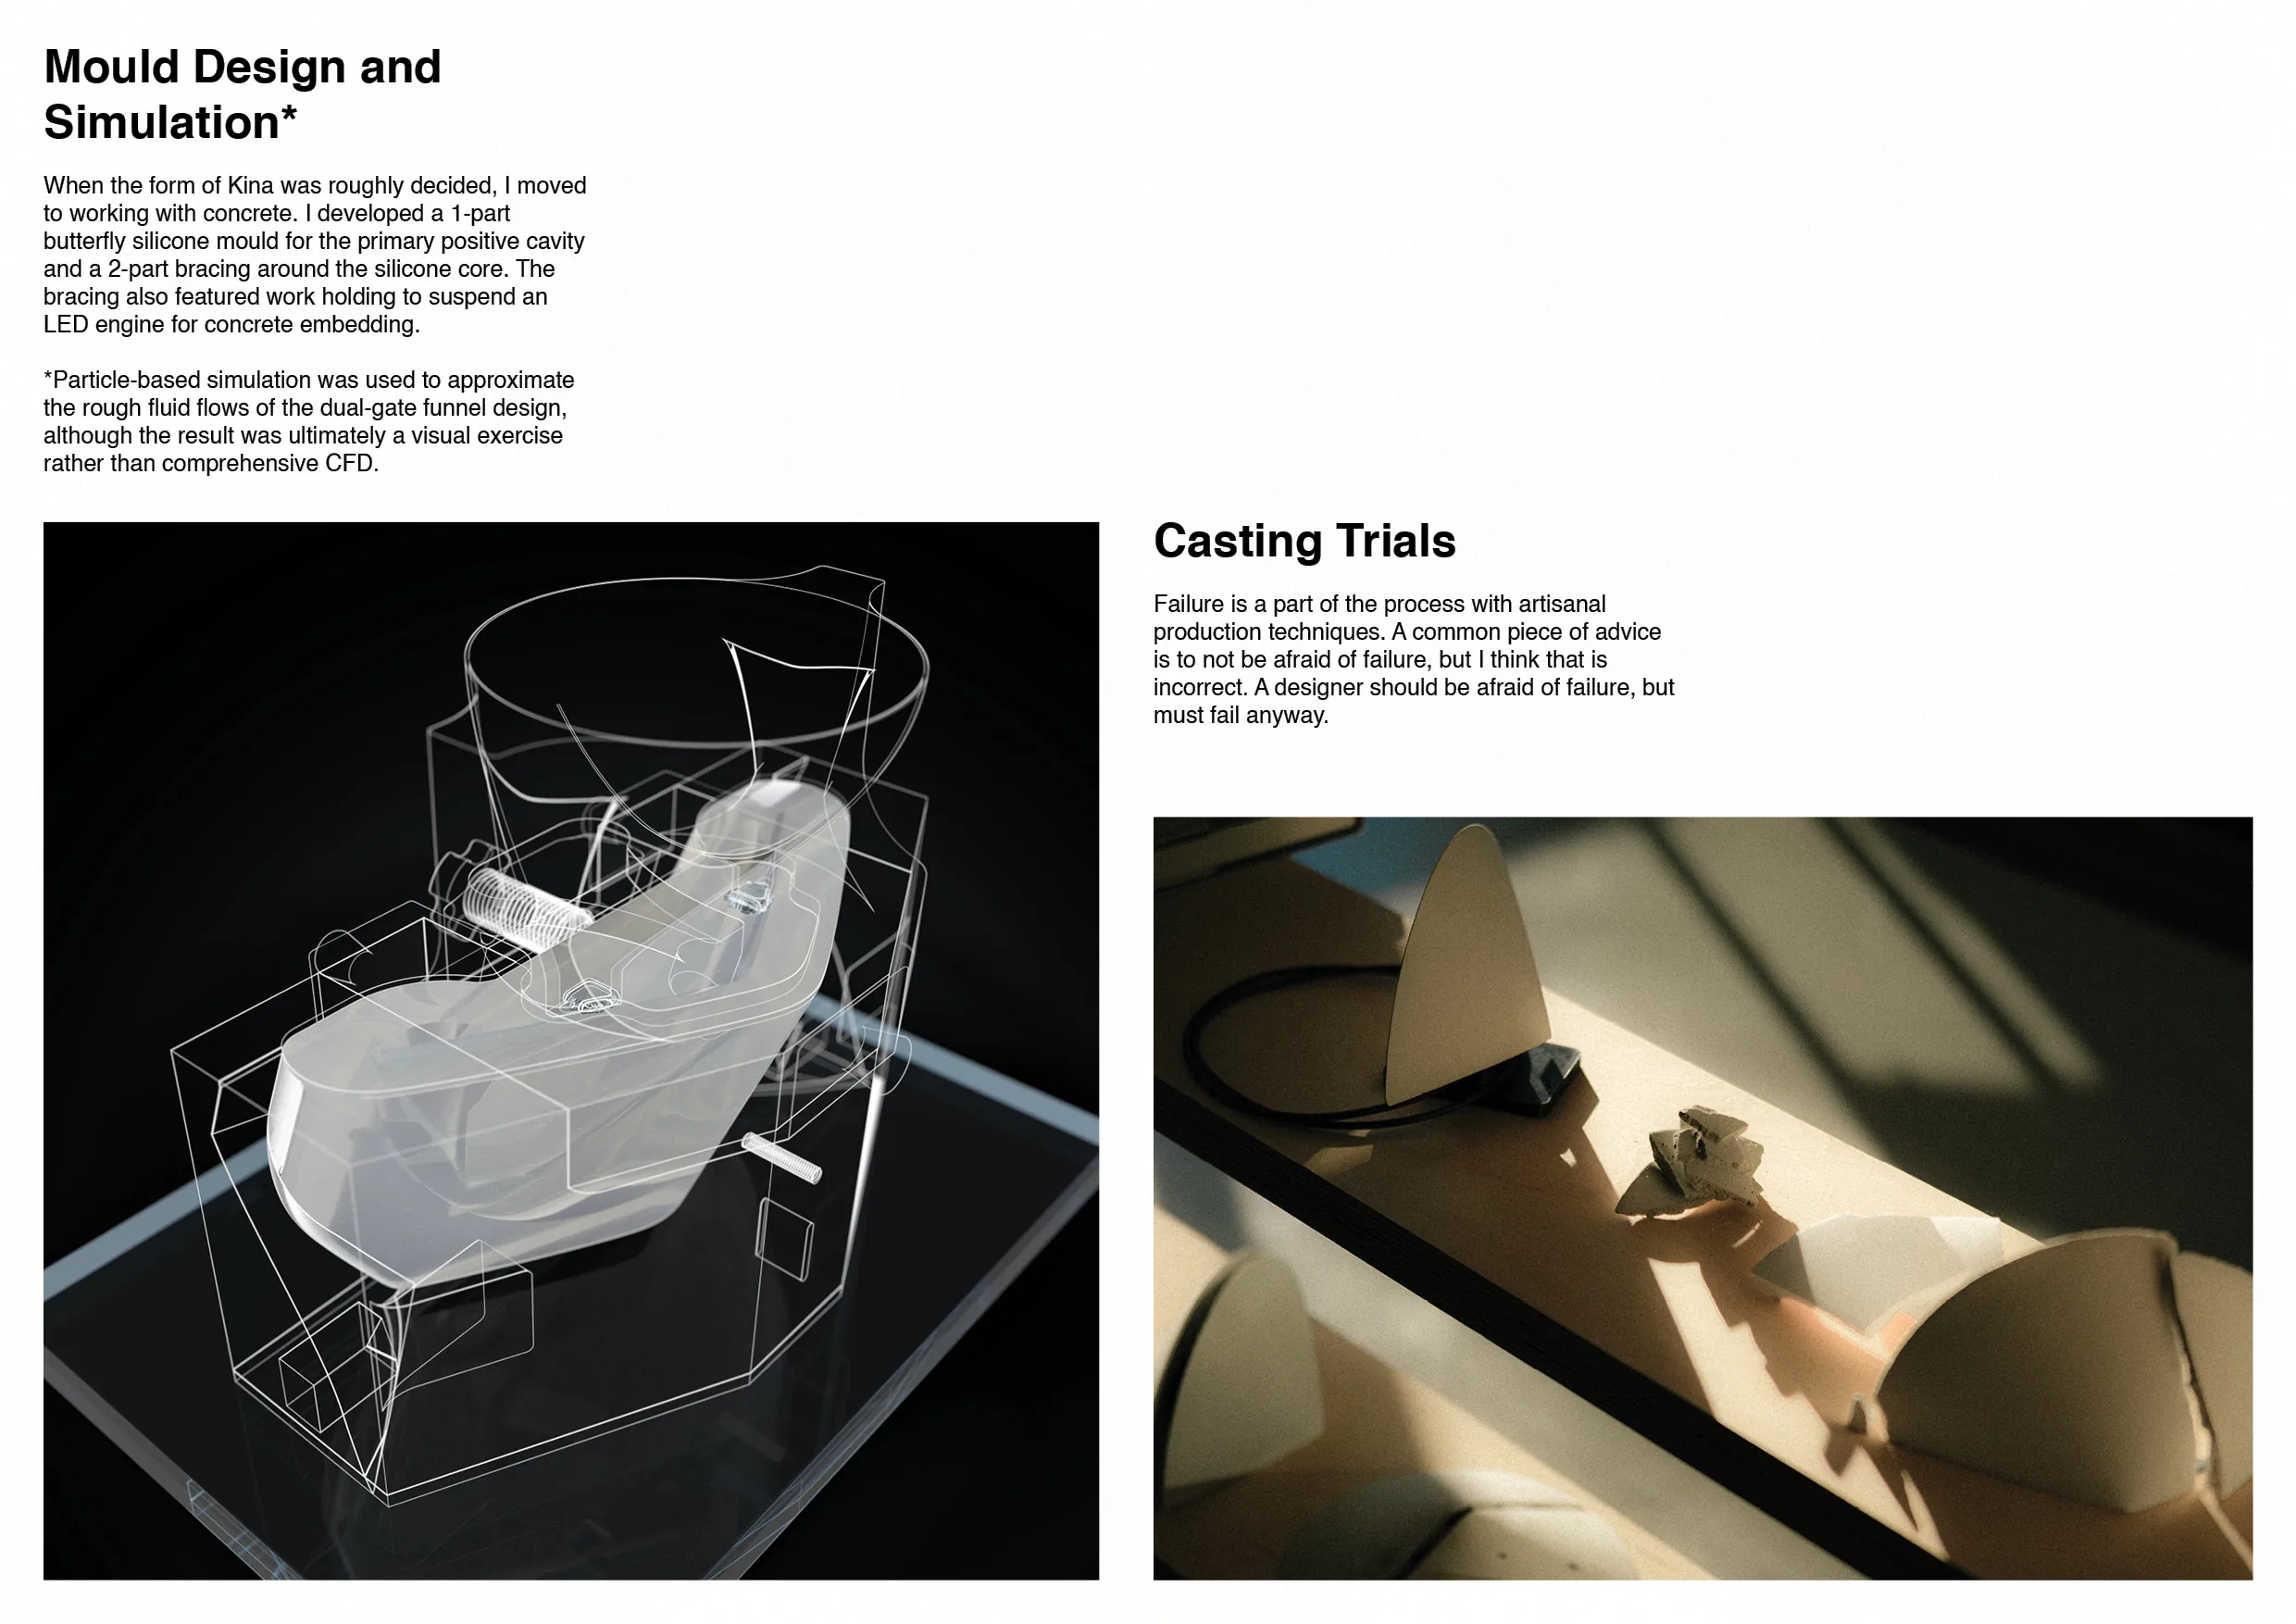 Mould Design and
Simulation*
When the form of Kina was roughly decided, I moved
to working with concrete. I developed a 1-part
butterfly silicone mould for the primary positive cavity
and a 2-part bracing around the silicone core. The
bracing also featured work holding to suspend an
LED engine for concrete embedding.
*Particle-based simulation was used to approximate
the rough fluid flows of the dual-gate funnel design,
although the result was ultimately a visual exercise
rather than comprehensive CFD.
Casting Trials
Failure is a part of the process with artisanal
production techniques. A common piece of advice
is to not be afraid of failure, but I think that is
incorrect. A designer should be afraid of failure, but
must fail anyway.